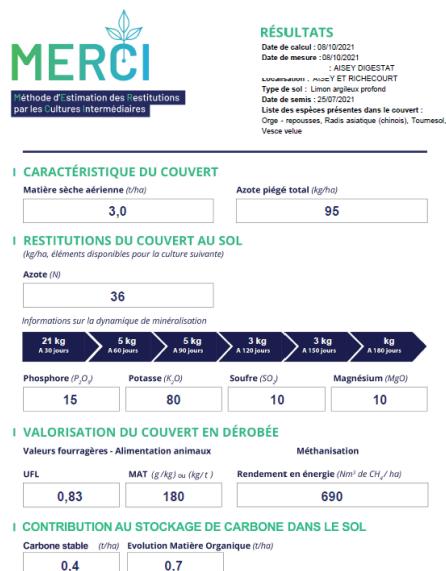 MERCI
Méthode d'Estimation des Restitutions
par les Cultures Intermédiaires
RÉSULTATS
Date de calcul : 08/10/2021
Date de mesure : 08/10/2021
: AISEY DIGESTAT
Localisation : AISEY ET RICHECOURT
Type de sol : Limon argileux profond
Date de semis : 25/07/2021
Liste des espèces présentes dans le couvert :
Orge - repousses, Radis asiatique (chinois), Tournesol,
Vesce velue
I CARACTÉRISTIQUE DU COUVERT
Matière sèche aérienne (t/ha) Azote piégé total (kg/ha)
3,0 95
I RESTITUTIONS DU COUVERT AU SOL
(kg/ha, éléments disponibles pour la culture suivante)
Azote (N)
36
Informations sur la dynamique de minéralisation
21 kg 5 kg 5 kg 3 kg 3 kg kg
A 30 jours A 60 jours A 90 jours A 120 jours A 150 jours A 180 jours
Phosphore (P₂O₅) Potasse (K₂O) Soufre (SO₃) Magnésium (MgO)
15 80 10 10
I VALORISATION DU COUVERT EN DÉROBÉE
Valeurs fourragères - Alimentation animaux Méthanisation
UFL MAT (g/kg) ou (kg/t) Rendement en énergie (Nm³ de CH₄/ ha)
0,83 180 690
I CONTRIBUTION AU STOCKAGE DE CARBONE DANS LE SOL
Carbone stable (t/ha) Evolution Matière Organique (t/ha)
0,4 0,7